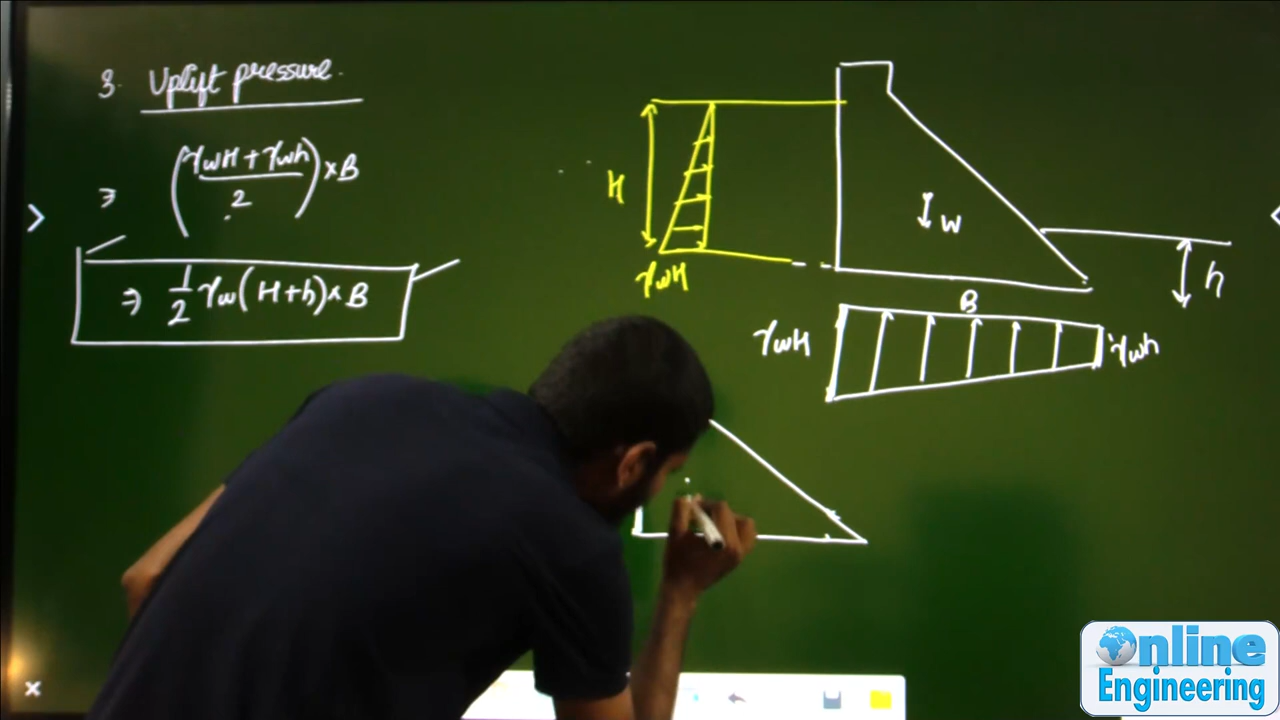 3. Uplift pressure.
⇒ ((γwH + γwh)/2) × B
⇒ 1/2 γw (H+h) × B
H
γwH
W
h
B
γwH
γwh
Online
Engineering